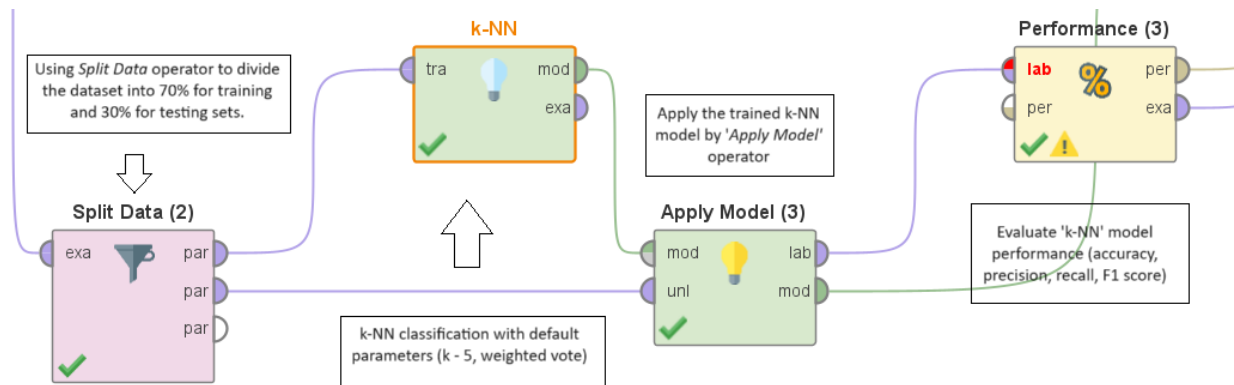 Using Split Data operator to divide
the dataset into 70% for training
and 30% for testing sets.
k-NN
tra
mod
exa
Apply the trained k-NN
model by 'Apply Model'
operator
Performance (3)
lab
per
%
per
exa
Split Data (2)
exa
par
par
par
Apply Model (3)
mod
lab
unl
mod
Evaluate 'k-NN' model
performance (accuracy,
precision, recall, F1 score)
k-NN classification with default
parameters (k - 5, weighted vote)